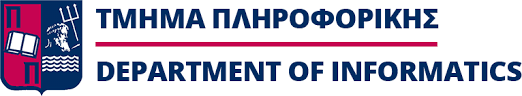 Π
Π
ΤΜΗΜΑ ΠΛΗΡΟΦΟΡΙΚΗΣ
DEPARTMENT OF INFORMATICS